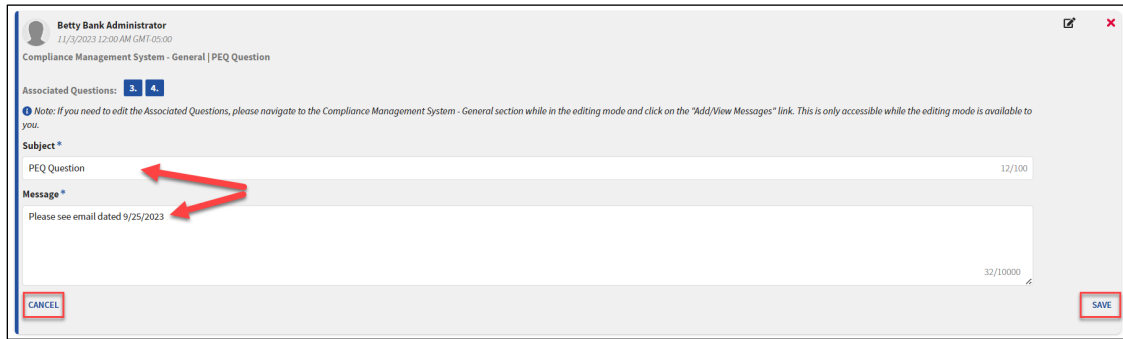 Betty Bank Administrator
11/3/2023 12:00 AM GMT-05:00
Compliance Management System - General | PEQ Question
Associated Questions: 3. 4.
Note: If you need to edit the Associated Questions, please navigate to the Compliance Management System - General section while in the editing mode and click on the "Add/View Messages" link. This is only accessible while the editing mode is available to
you.
Subject *
PEQ Question 12/100
Message *
Please see email dated 9/25/2023
32/10000
CANCEL SAVE